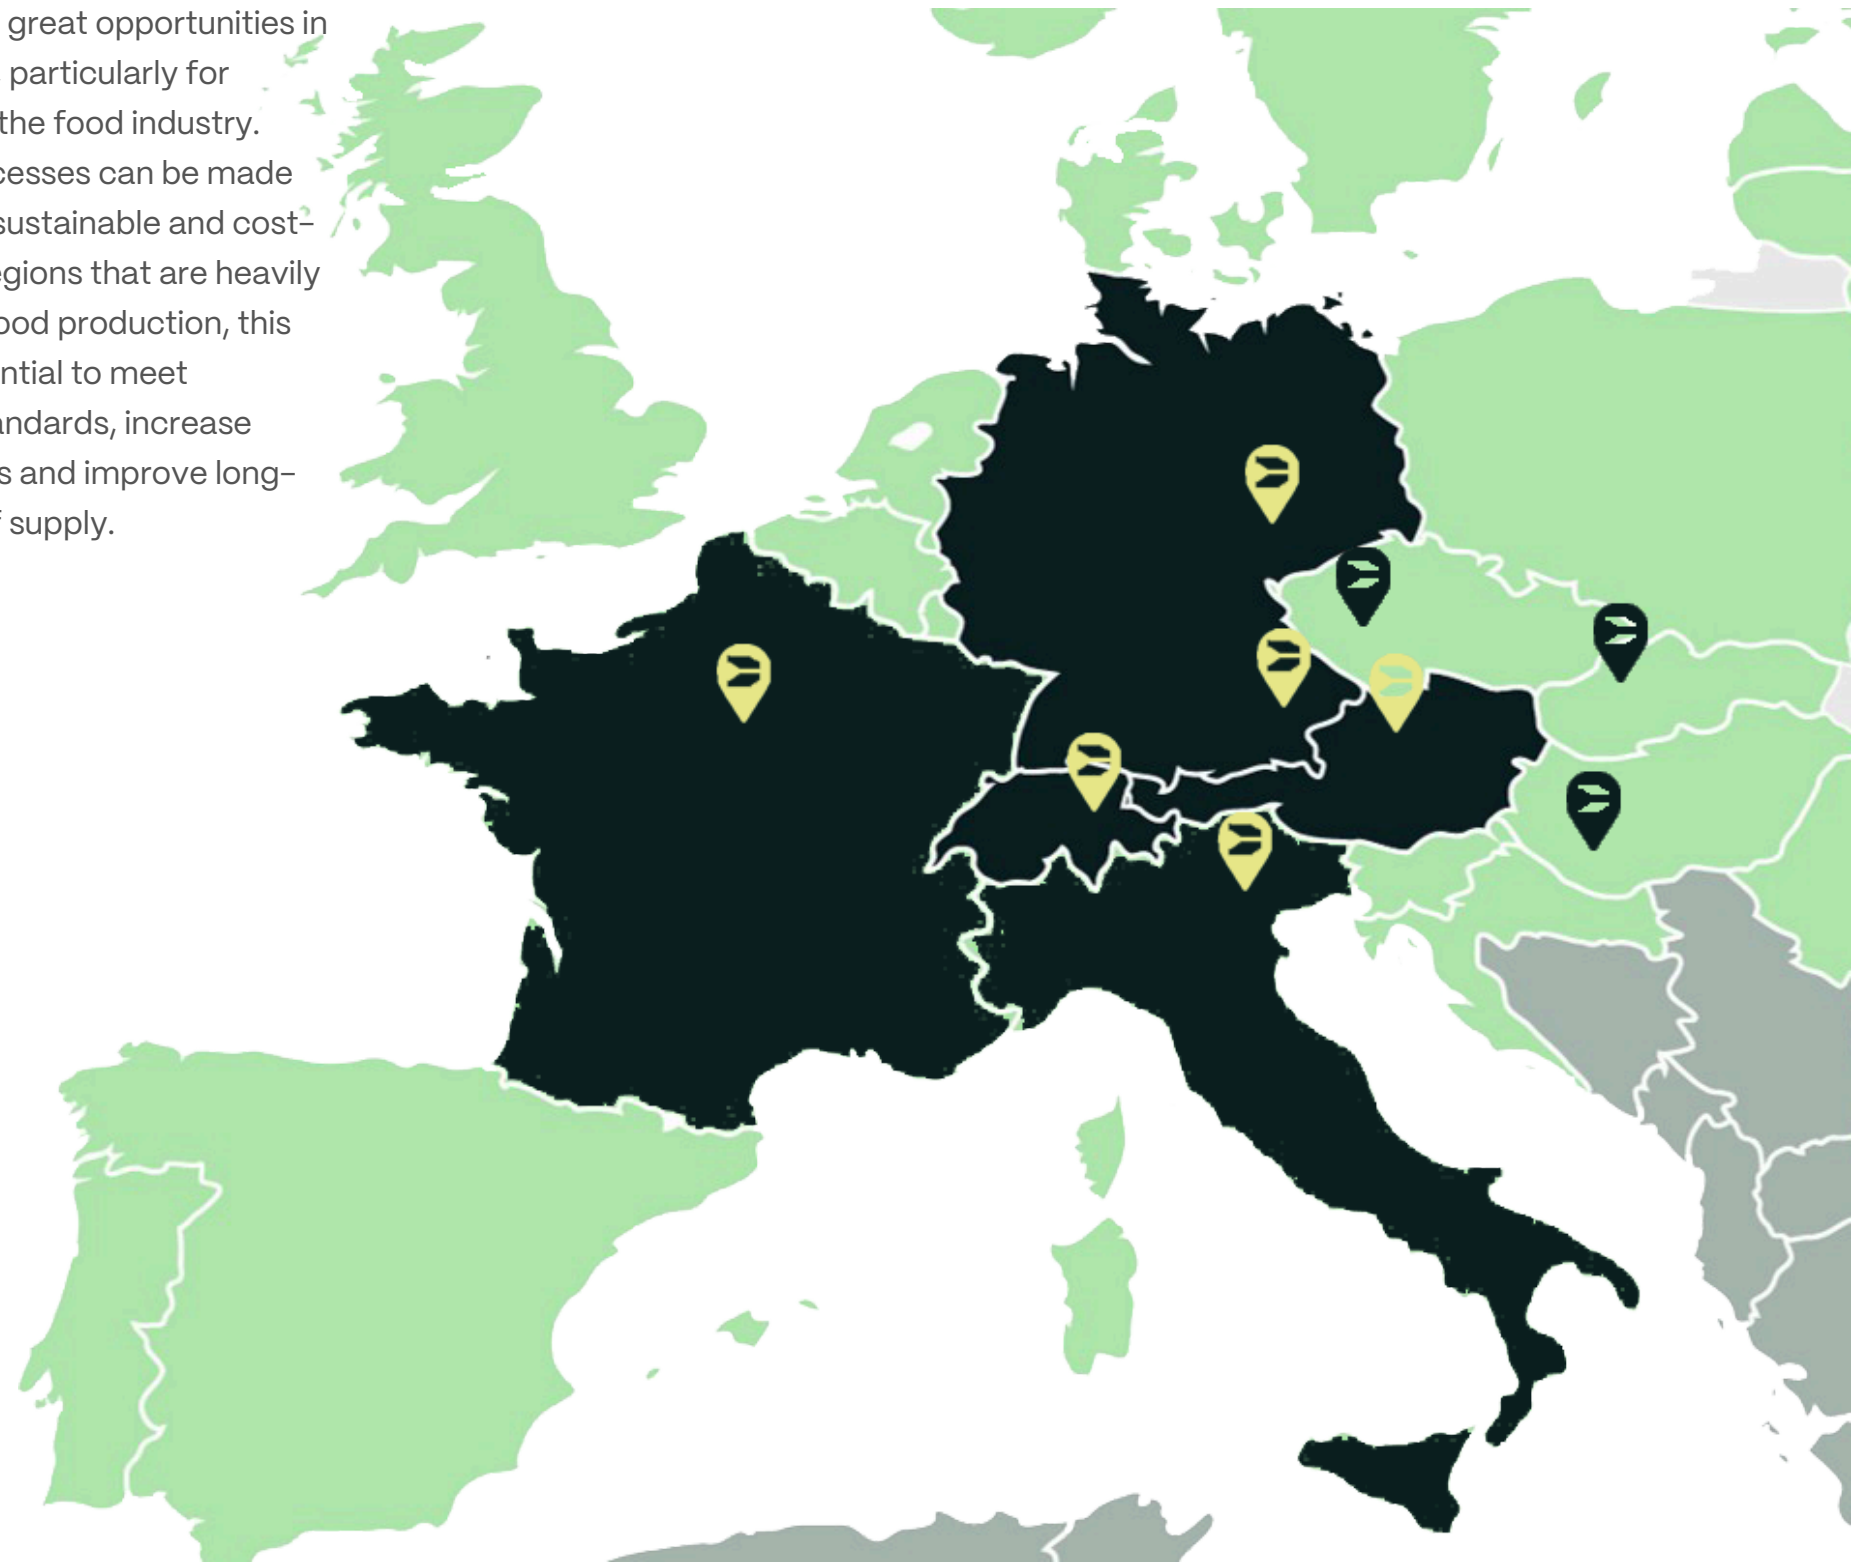 great opportunities in
particularly for
the food industry.
cesses can be made
sustainable and cost-
egions that are heavily
ood production, this
ntial to meet
andards, increase
s and improve long-
f supply.